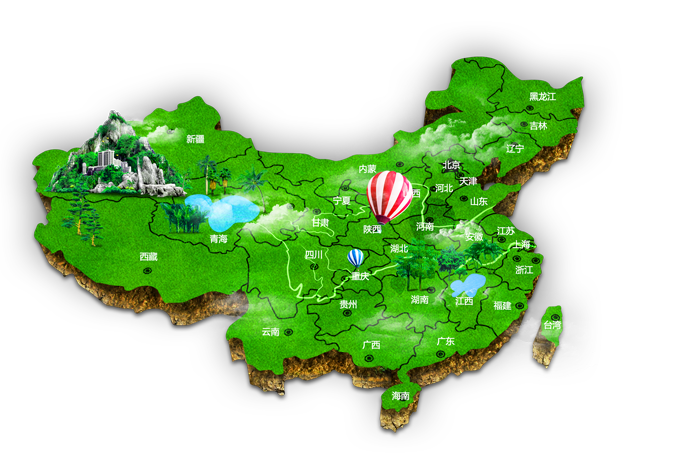 黑龙江
吉林
辽宁
新疆
北京
内蒙
天津
河北
西
山东
宁夏
甘肃
陕西
河南
江苏
安徽
青海
上海
湖北
四川
西藏
浙江
重庆
湖南
江西
贵州
福建
台湾
云南
广西
广东
海南